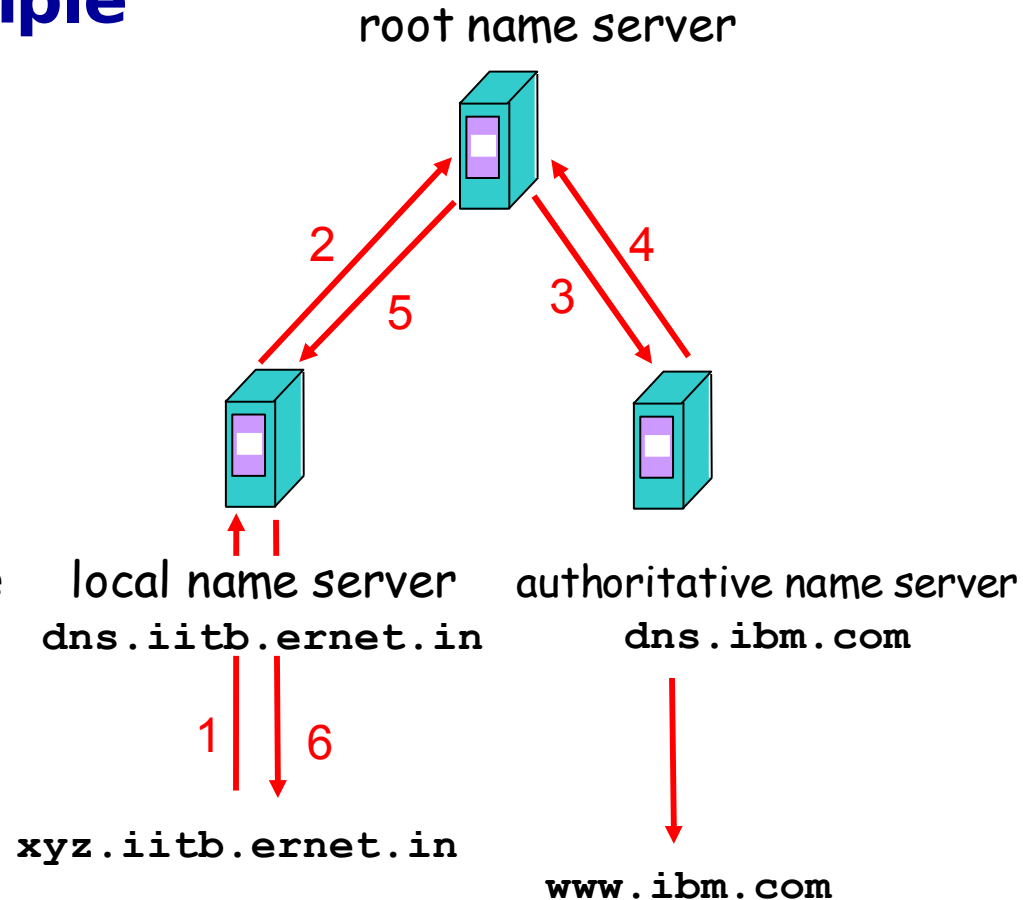 root name server
2
4
3
5
local name server
authoritative name server
dns.iitb.ernet.in
dns.ibm.com
1
6
xyz.iitb.ernet.in
www.ibm.com